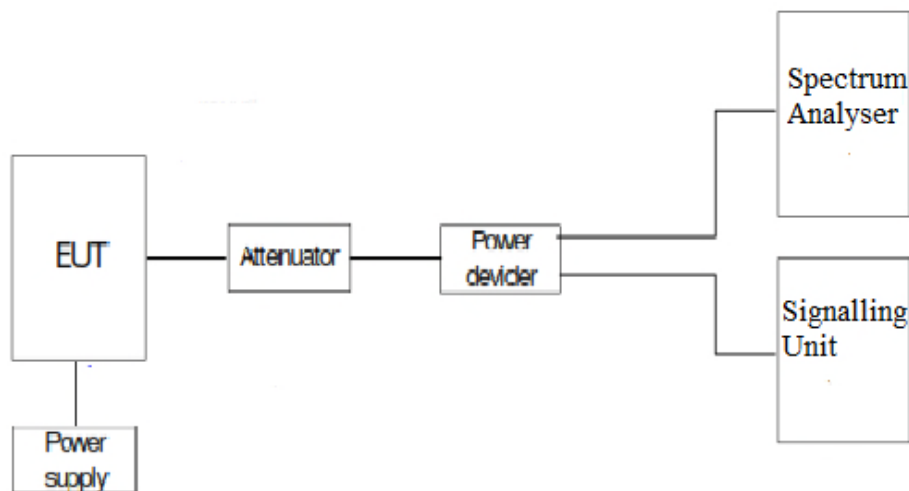 Spectrum
Analyser
EUT
Attenuator
Power
devider
Signalling
Unit
Power
supply